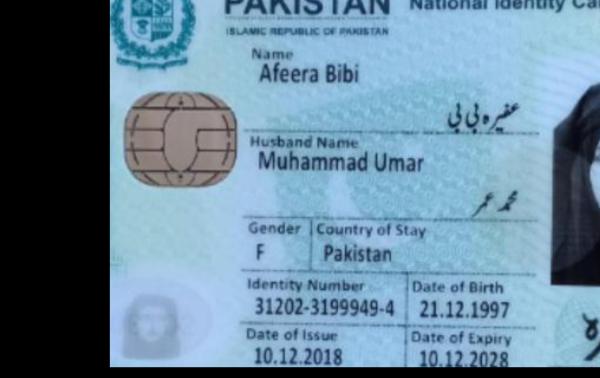 PAKISTAN National Identity
ISLAMIC REPUBLIC OF PAKISTAN
Name
Afeera Bibi
عفیرہ بی بی
Husband Name
Muhammad Umar
محمد عمر
Gender Country of Stay
F Pakistan
Identity Number Date of Birth
31202-3199949-4 21.12.1997
Date of Issue Date of Expiry
10.12.2018 10.12.2028